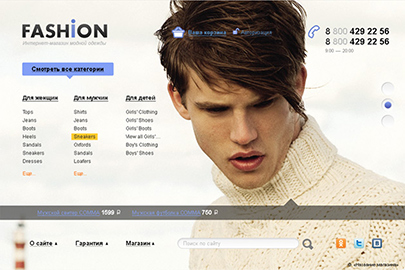 FASHiON
интернет-магазин модной одежды
Ваша корзина
Авторизация
8 800 429 22 56
8 800 429 22 56
9:00 — 20:00
Смотреть все категории
Для женщин
Tops
Jeans
Boots
Heels
Sandals
Sneakers
Dresses
Еще...
Для мужчин
Shirts
Jeans
Boots
Sneakers
Oxfords
Sandals
Loafers
Еще...
Для детей
Girls' Clothing
Girls' Shoes
Girls' Boots
View all Girls'...
Boy's Clothing
Boys' Shoes
Мужской свитер COMMA 1599 Р
Мужская футболка COMMA 750 Р
О сайте
Гарантия
Магазин
Поиск по сайту